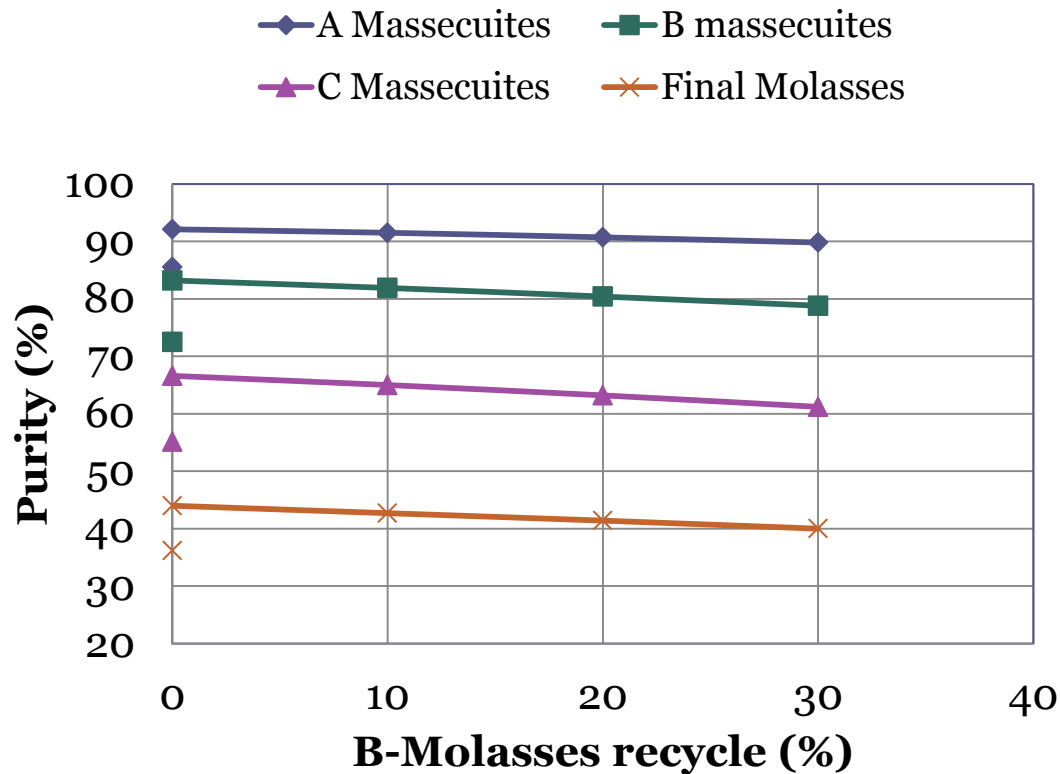 A Massecuites
B massecuites
C Massecuites
Final Molasses
100
90
80
70
60
50
40
30
20
Purity (%)
0
10
20
30
40
B-Molasses recycle (%)